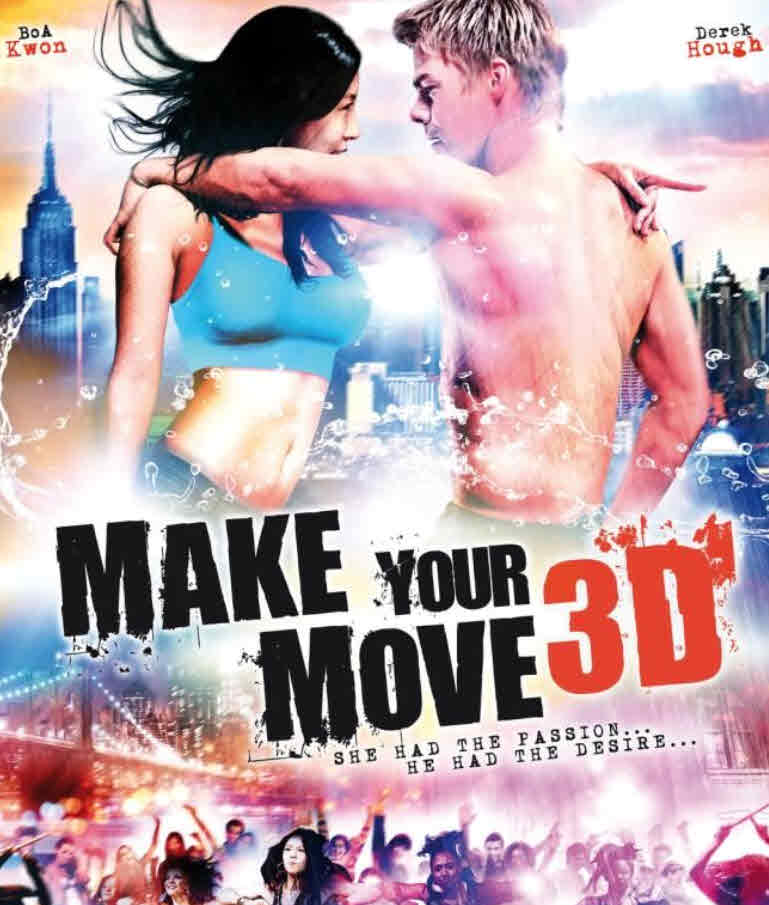 BoA
Kwon
Derek
Hough
MAKE YOUR
MOVE 3D
SHE HAD THE PASSION...
HE HAD THE DESIRE...